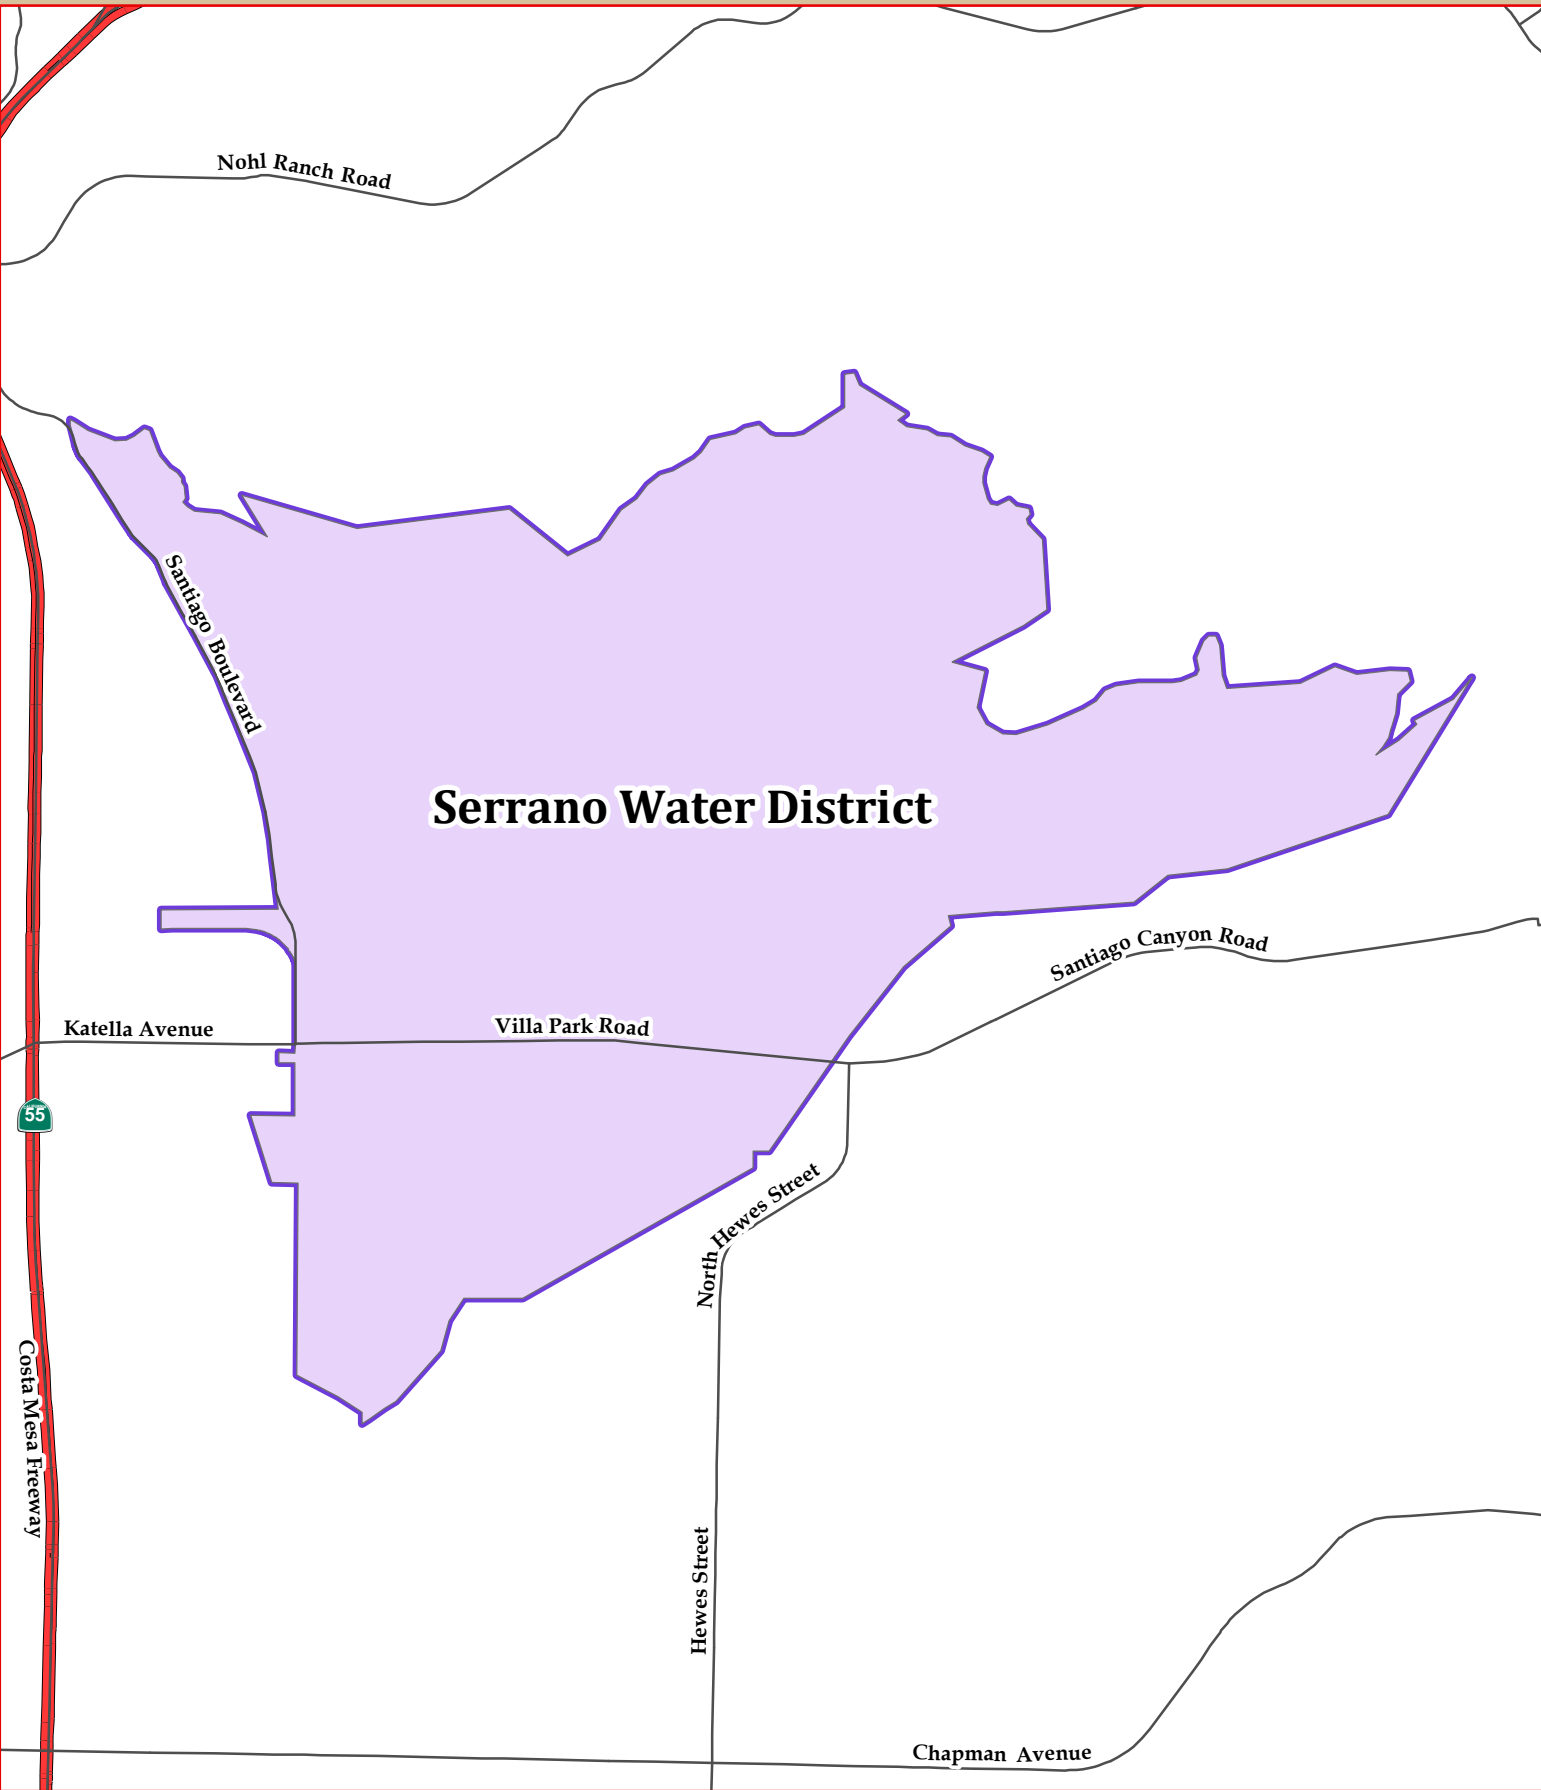 Nohl Ranch Road
Santiago Boulevard
Serrano Water District
Santiago Canyon Road
Katella Avenue
Villa Park Road
55
North Hewes Street
Costa Mesa Freeway
Hewes Street
Chapman Avenue